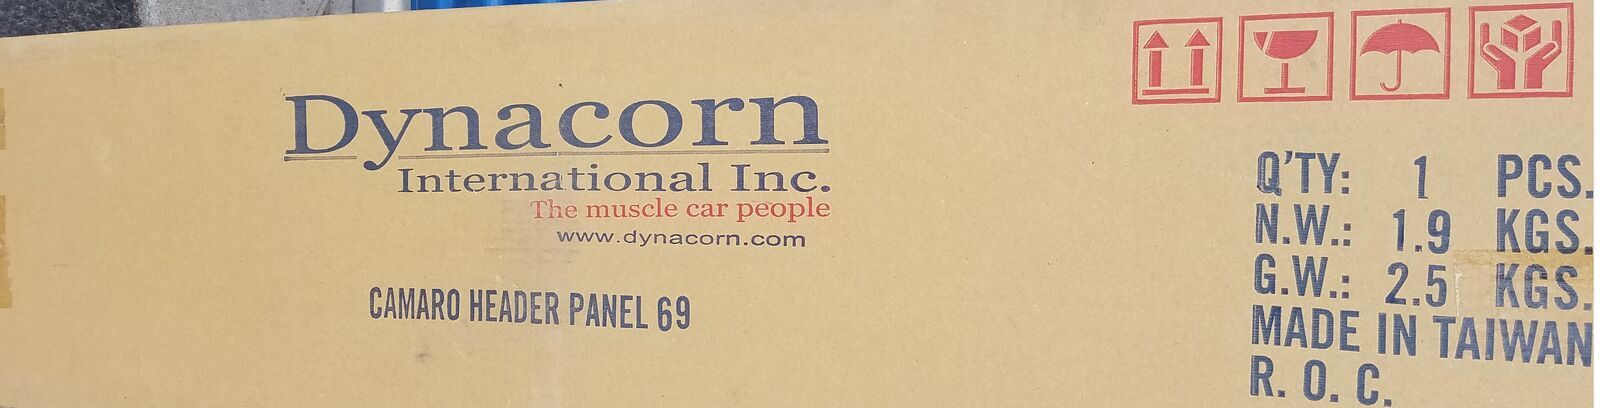 Dynacorn
International Inc.
The muscle car people
www.dynacorn.com
CAMARO HEADER PANEL 69
Q'TY: 1 PCS.
N.W.: 1.9 KGS.
G.W.: 2.5 KGS.
MADE IN TAIWAN
R. O. C.